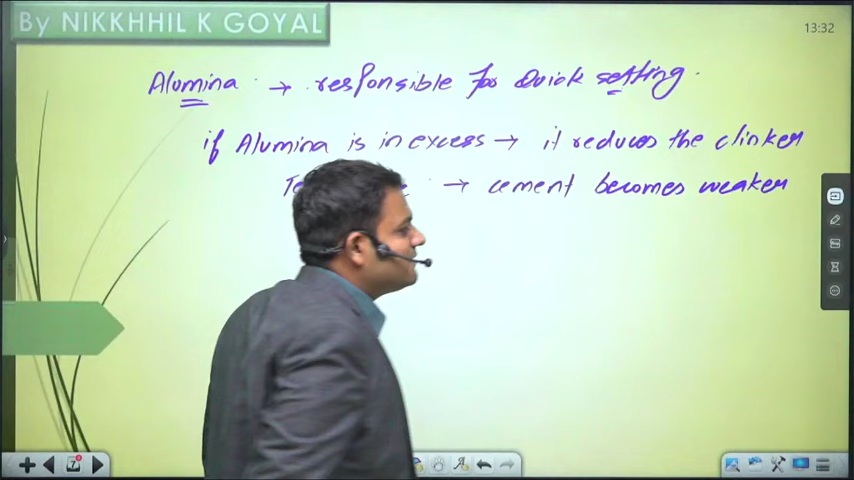 By NIKKHHIL K GOYAL
13:32
Alumina → responsible for Quick setting.
if Alumina is in excess → it reduces the clinker
→ cement becomes weaker
7